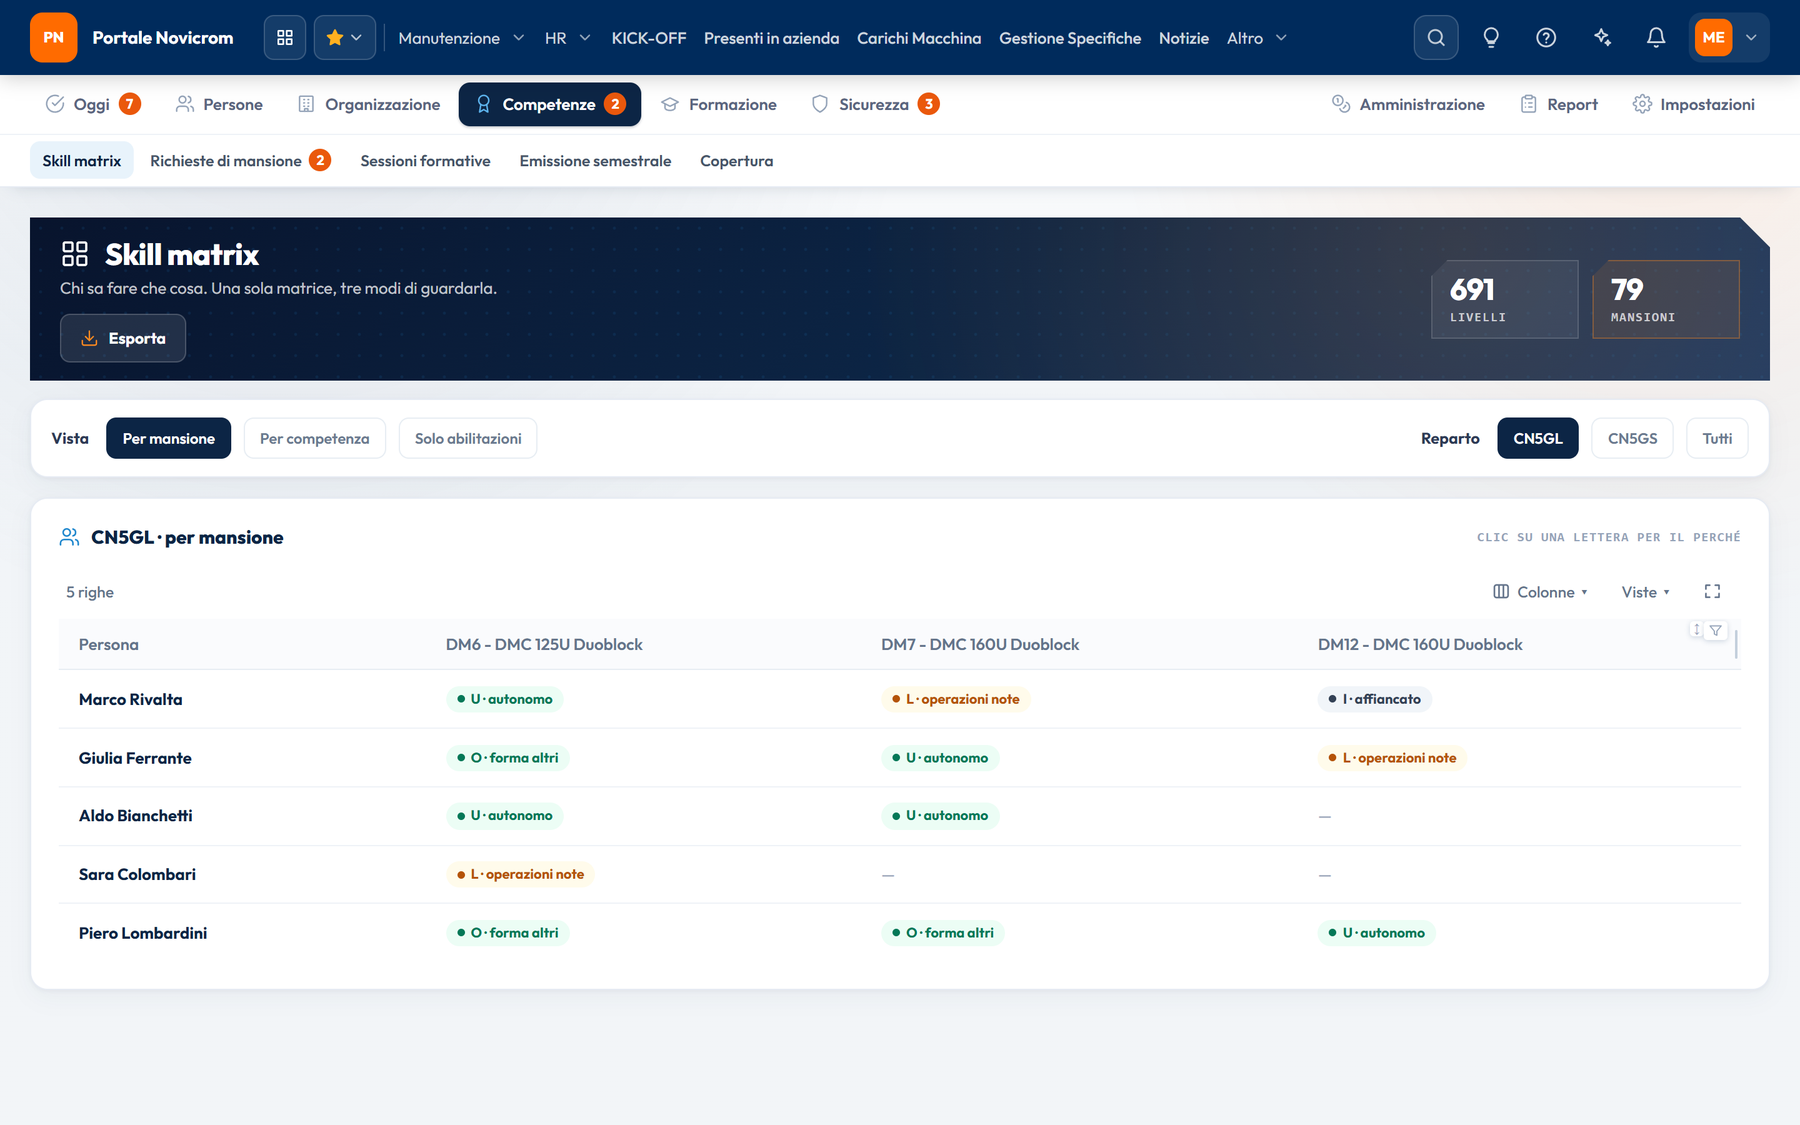 PN Portale Novicrom Manutenzione HR KICK-OFF Presenti in azienda Carichi Macchina Gestione Specifiche Notizie Altro ME
Oggi 7 Persone Organizzazione Competenze 2 Formazione Sicurezza 3 Amministrazione Report Impostazioni
Skill matrix Richieste di mansione 2 Sessioni formative Emissione semestrale Copertura
Skill matrix
Chi sa fare che cosa. Una sola matrice, tre modi di guardarla.
Esporta
691
LIVELLI
79
MANSIONI
Vista Per mansione Per competenza Solo abilitazioni Reparto CN5GL CN5GS Tutti
CN5GL · per mansione CLIC SU UNA LETTERA PER IL PERCHÉ
5 righe Colonne Viste
Persona DM6 - DMC 125U Duoblock DM7 - DMC 160U Duoblock DM12 - DMC 160U Duoblock
Marco Rivalta U · autonomo L · operazioni note I · affiancato
Giulia Ferrante O · forma altri U · autonomo L · operazioni note
Aldo Bianchetti U · autonomo U · autonomo —
Sara Colombari L · operazioni note — —
Piero Lombardini O · forma altri O · forma altri U · autonomo